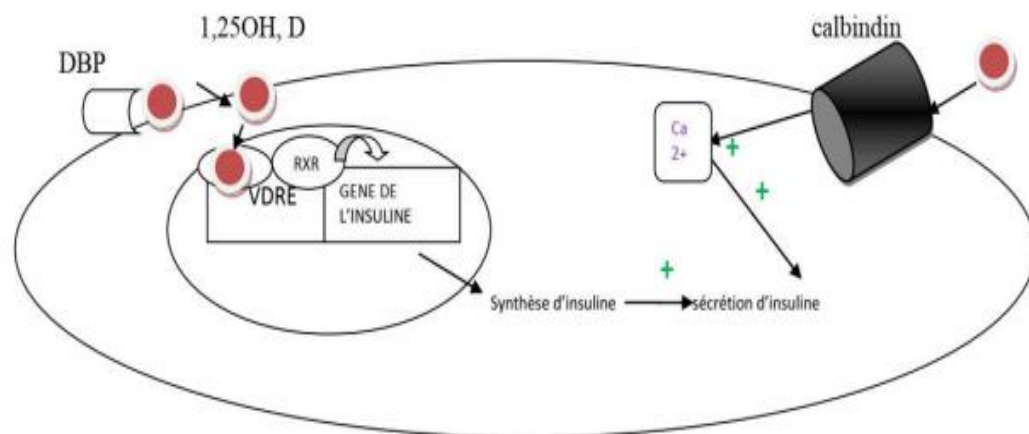 1,25OH, D
calbindin
DBP
Ca
2+
+
+
RXR
VDRE
GENE DE
L'INSULINE
+
Synthèse d'insuline
sécrétion d'insuline